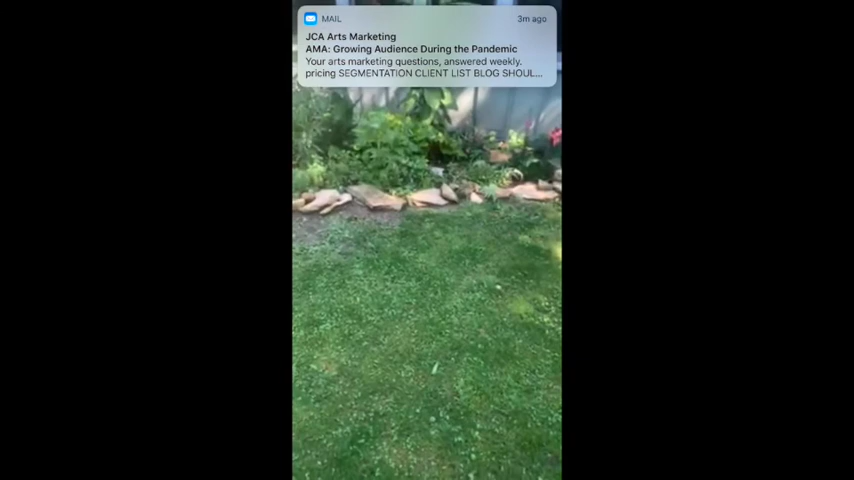 MAIL
3m ago
JCA Arts Marketing
AMA: Growing Audience During the Pandemic
Your arts marketing questions, answered weekly.
pricing SEGMENTATION CLIENT LIST BLOG SHOUL...